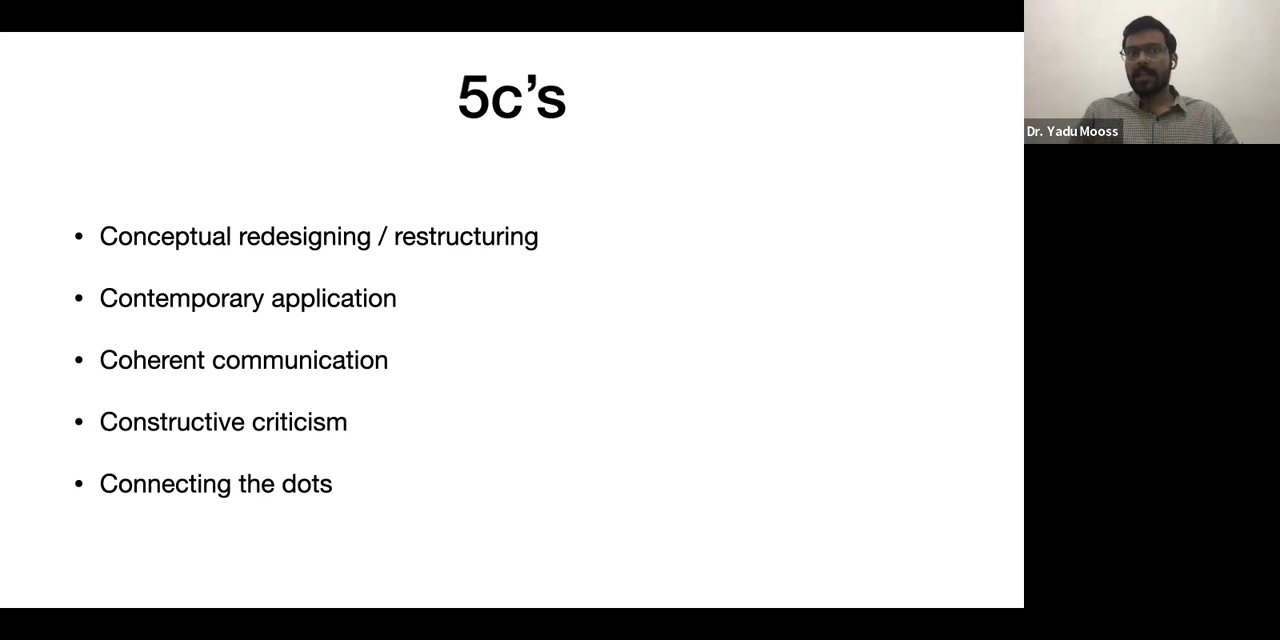 5c’s
• Conceptual redesigning / restructuring
• Contemporary application
• Coherent communication
• Constructive criticism
• Connecting the dots
Dr. Yadu Mooss